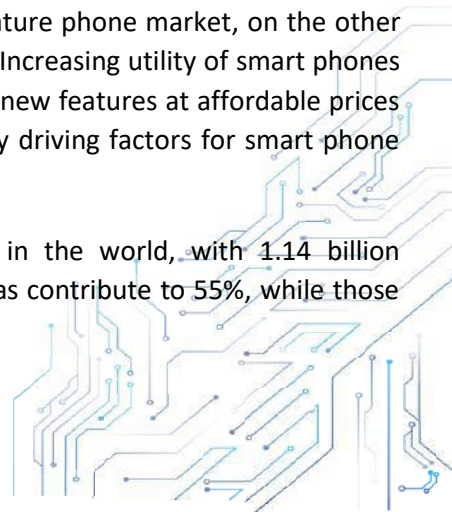 ature phone market, on the other
Increasing utility of smart phones
new features at affordable prices
y driving factors for smart phone
in the world, with 1.14 billion
as contribute to 55%, while those